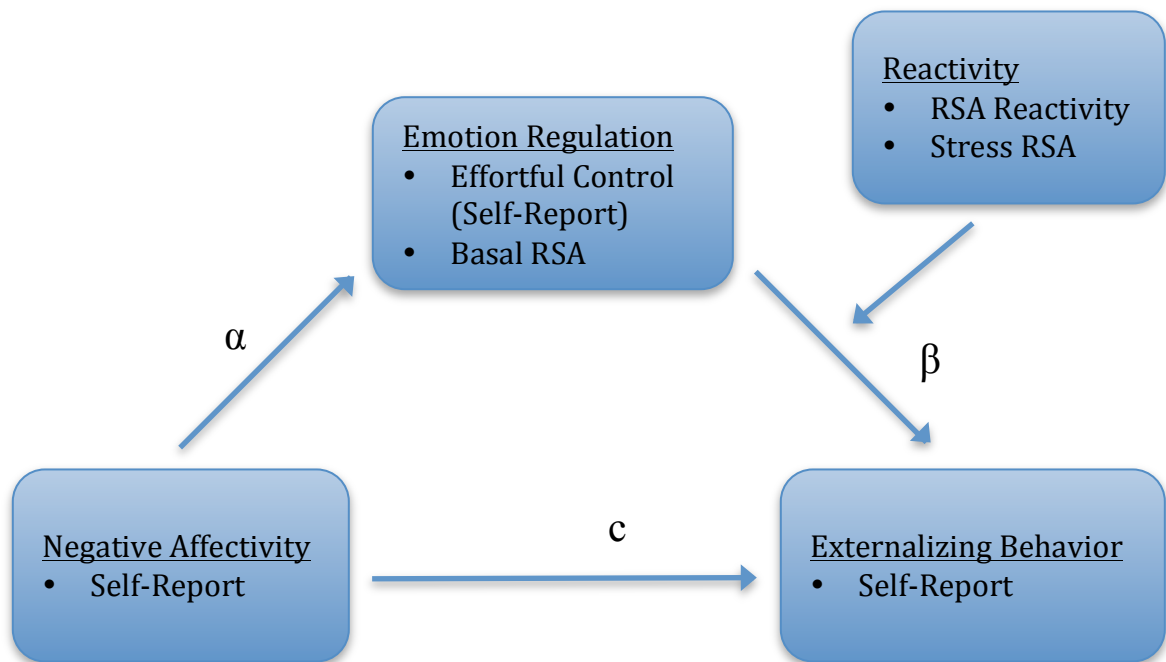 Reactivity
• RSA Reactivity
• Stress RSA
Emotion Regulation
• Effortful Control
(Self-Report)
• Basal RSA
α
β
Negative Affectivity
• Self-Report
c
Externalizing Behavior
• Self-Report